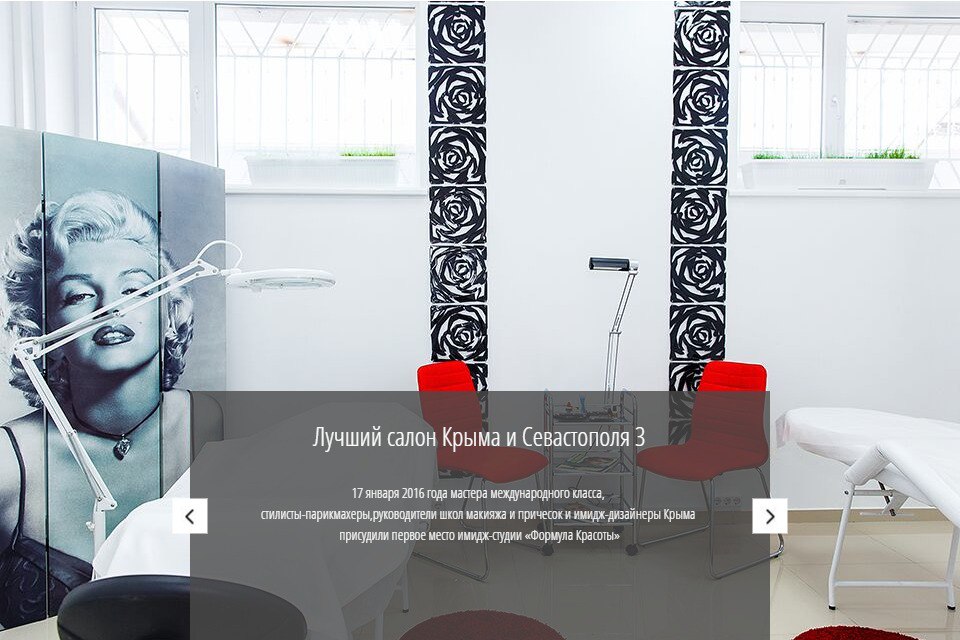 Лучший салон Крыма и Севастополя 3
17 января 2016 года мастера международного класса,
стилисты-парикмахеры,руководители школ макияжа и причесок и имидж-дизайнеры Крыма
присудили первое место имидж-студии «Формула Красоты»